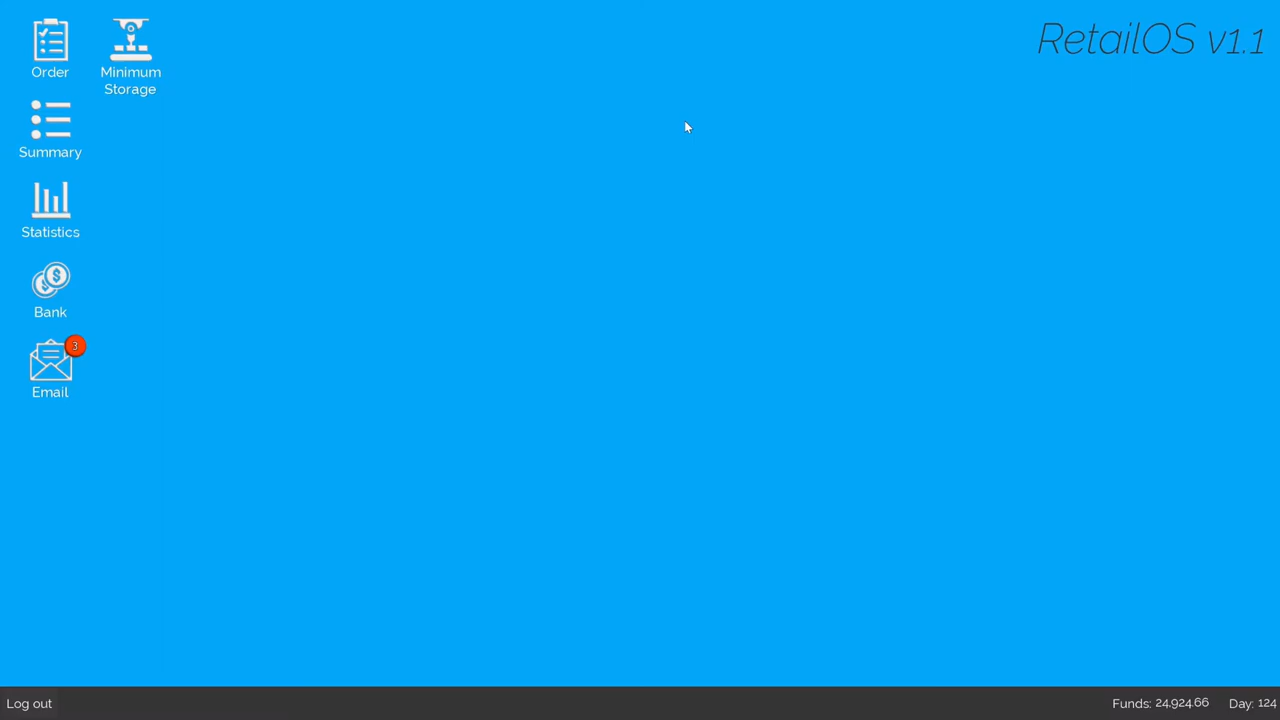 RetailOS v1.1
Order
Minimum
Storage
Summary
Statistics
Bank
3
Email
Log out
Funds: 24,924.66
Day: 124